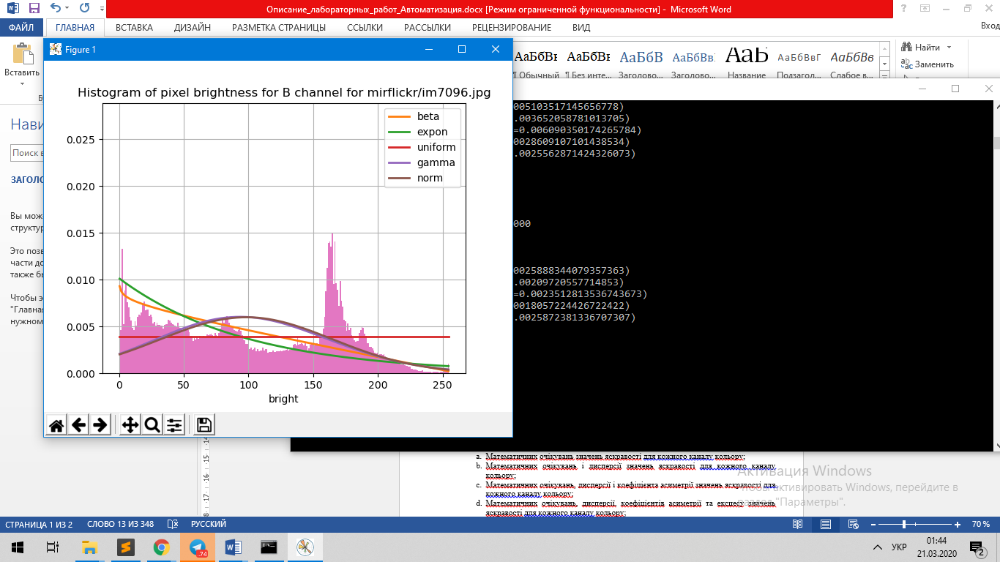 Описание_лабораторных_работ_Автоматизация.docx [Режим ограниченной функциональности] - Microsoft Word
Вход
ФАЙЛ ГЛАВНАЯ ВСТАВКА ДИЗАЙН РАЗМЕТКА СТРАНИЦЫ ССЫЛКИ РАССЫЛКИ РЕЦЕНЗИРОВАНИЕ ВИД
Вставить
АаБбВ АаБбВв АаБбВ АаБбВв АаБ АаБбВвГ АаБбВв
¶ Обычный ¶ Без инте... Заголово... Заголово... Название Подзагол... Слабое в...
Найти
Заменить
Нави
Поиск в
ЗАГОЛО
Вы мож
структур
Это позв
части до
также бы
Чтобы з
"Главная
нужном
Figure 1
Histogram of pixel brightness for B channel for mirflickr/im7096.jpg
beta
expon
uniform
gamma
norm
0.025
0.020
0.015
0.010
0.005
0.000
0 50 100 150 200 250
bright
005103517145656778)
.003652058781013705)
=0.006090350174265784)
0028609107101438534)
.0025562871424326073)
000
0025888344079357363)
.00209720557714853)
=0.0023512813536743673)
0018057224426722422)
.0025872381336707307)
a. Математичних очікувань значень яскравості для кожного каналу кольору;
b. Математичних очікувань і дисперсії значень яскравості для кожного каналу
кольору;
c. Математичних очікувань, дисперсії і коефіцієнта асиметрії значень яскравості для
кожного каналу кольору;
d. Математичних очікувань, дисперсії, коефіцієнтів асиметрії та ексцесу значень
яскравості для кожного каналу кольору;
Активация Windows
Чтобы активировать Windows, перейдите в
раздел "Параметры".
СТРАНИЦА 1 ИЗ 2 СЛОВО 13 ИЗ 348 РУССКИЙ 70 %
74
УКР
01:44
21.03.2020
2